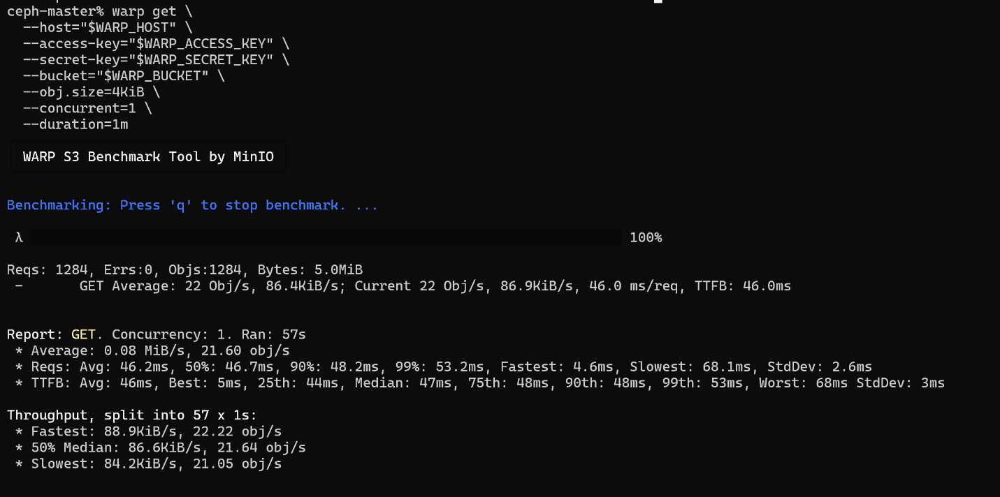 ceph-master% warp get \
--host="$WARP_HOST" \
--access-key="$WARP_ACCESS_KEY" \
--secret-key="$WARP_SECRET_KEY" \
--bucket="$WARP_BUCKET" \
--obj.size=4KiB \
--concurrent=1 \
--duration=1m
WARP S3 Benchmark Tool by MinIO
Benchmarking: Press 'q' to stop benchmark. ...
λ 100%
Reqs: 1284, Errs:0, Objs:1284, Bytes: 5.0MiB
- GET Average: 22 Obj/s, 86.4KiB/s; Current 22 Obj/s, 86.9KiB/s, 46.0 ms/req, TTFB: 46.0ms
Report: GET. Concurrency: 1. Ran: 57s
* Average: 0.08 MiB/s, 21.60 obj/s
* Reqs: Avg: 46.2ms, 50%: 46.7ms, 90%: 48.2ms, 99%: 53.2ms, Fastest: 4.6ms, Slowest: 68.1ms, StdDev: 2.6ms
* TTFB: Avg: 46ms, Best: 5ms, 25th: 44ms, Median: 47ms, 75th: 48ms, 90th: 48ms, 99th: 53ms, Worst: 68ms StdDev: 3ms
Throughput, split into 57 x 1s:
* Fastest: 88.9KiB/s, 22.22 obj/s
* 50% Median: 86.6KiB/s, 21.64 obj/s
* Slowest: 84.2KiB/s, 21.05 obj/s